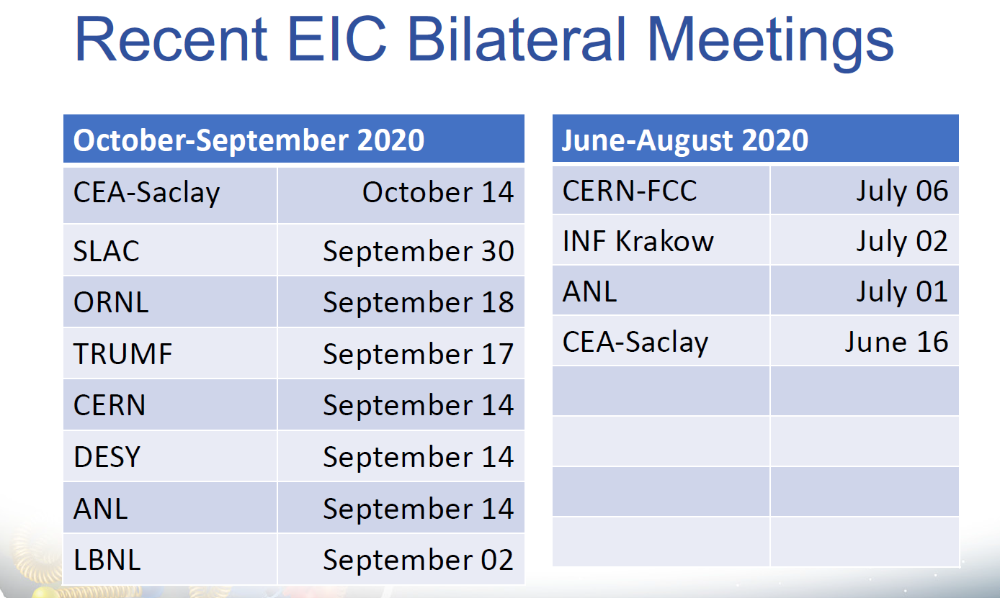 Recent EIC Bilateral Meetings
October-September 2020
CEA-Saclay October 14
SLAC September 30
ORNL September 18
TRUMF September 17
CERN September 14
DESY September 14
ANL September 14
LBNL September 02
June-August 2020
CERN-FCC July 06
INF Krakow July 02
ANL July 01
CEA-Saclay June 16